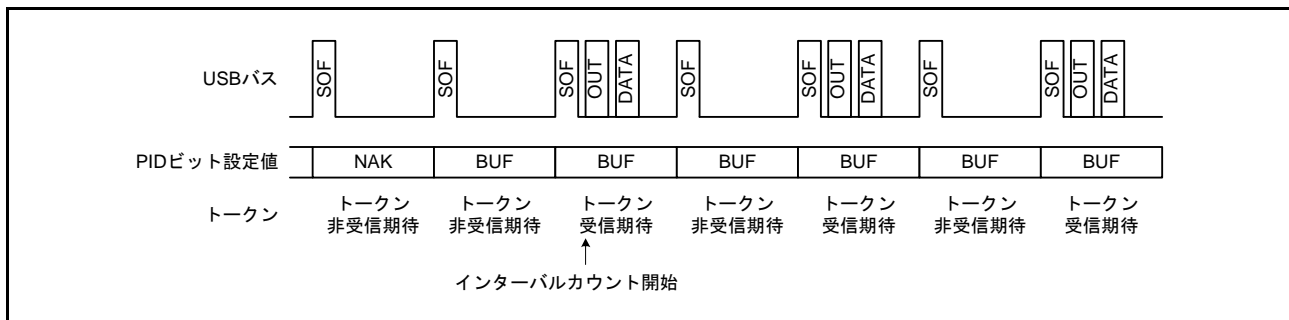 USBバス
SOF SOF SOF OUT DATA SOF SOF OUT DATA SOF SOF OUT DATA
PIDビット設定値 NAK BUF BUF BUF BUF BUF BUF
トークン
トークン 非受信期待
トークン 非受信期待
トークン 受信期待
トークン 非受信期待
トークン 受信期待
トークン 非受信期待
トークン 受信期待
インターバルカウント開始